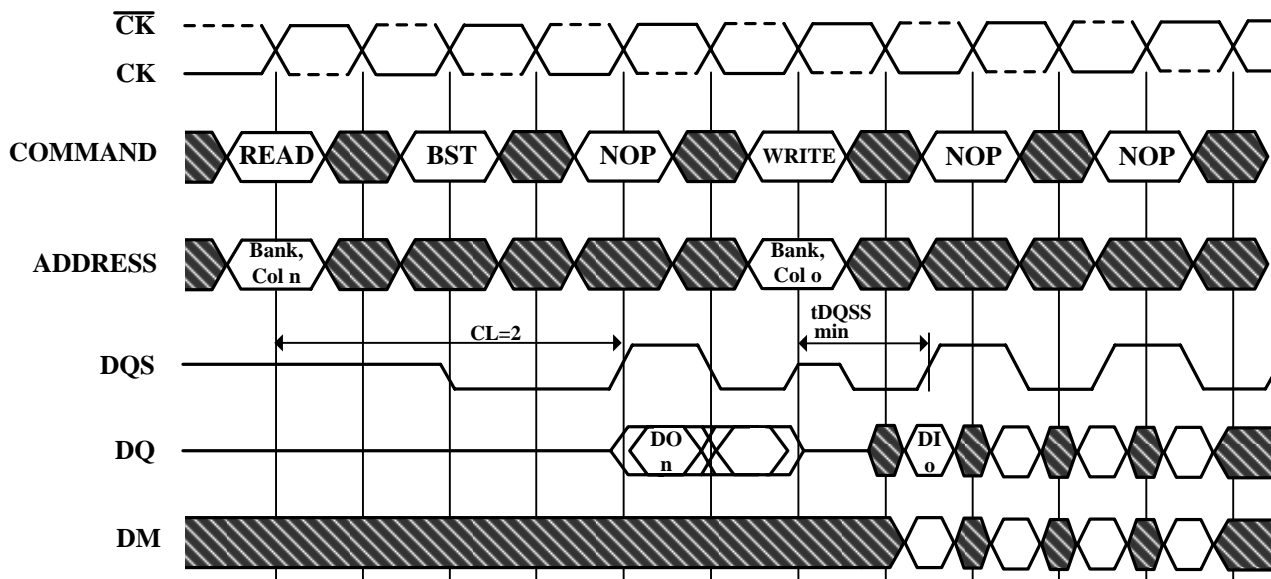 CK
CK
COMMAND
READ
BST
NOP
WRITE
NOP
NOP
ADDRESS
Bank,
Col n
Bank,
Col o
CL=2
tDQSS
min
DQS
DQ
DO
n
DI
o
DM